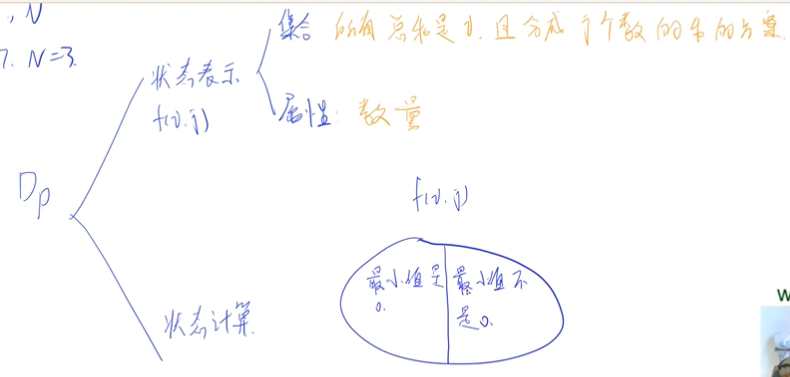 , N
7. N=3.
集合 所有总和是i. 且分成j个数的和的方案.
状态表示
f(i.j)
属性: 数量
DP
f(i.j)
最小值是 0.
最小值不是0.
状态计算.
W